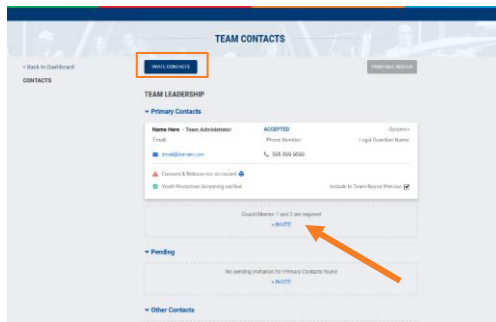 TEAM CONTACTS
< Back to Dashboard
INVITE CONTACTS
CONTACTS
TEAM LEADERSHIP
Primary Contacts
Name Here - Team Administrator
ACCEPTED
Options
Email
Phone Number
Legal Guardian Name
email@domain.com
Consent & Release not on record
Youth Protection Screening verified
Include In Team Roster Printout
Coach/Mentor 1 and 2 are required
+ INVITE
Pending
No pending invitation for Primary Contacts found
+ INVITE
Other Contacts